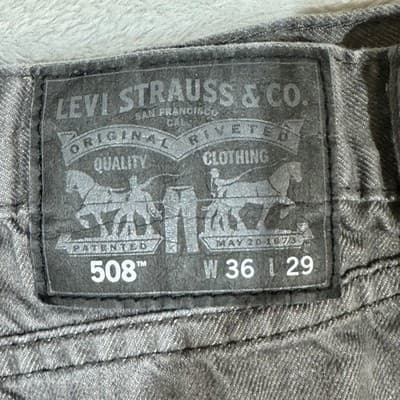 LEVI STRAUSS & CO.
SAN FRANCISCO
CAL
ORIGINAL RIVETED
QUALITY CLOTHING
PATENTED MAY 20 1873
508™ W 36 L 29